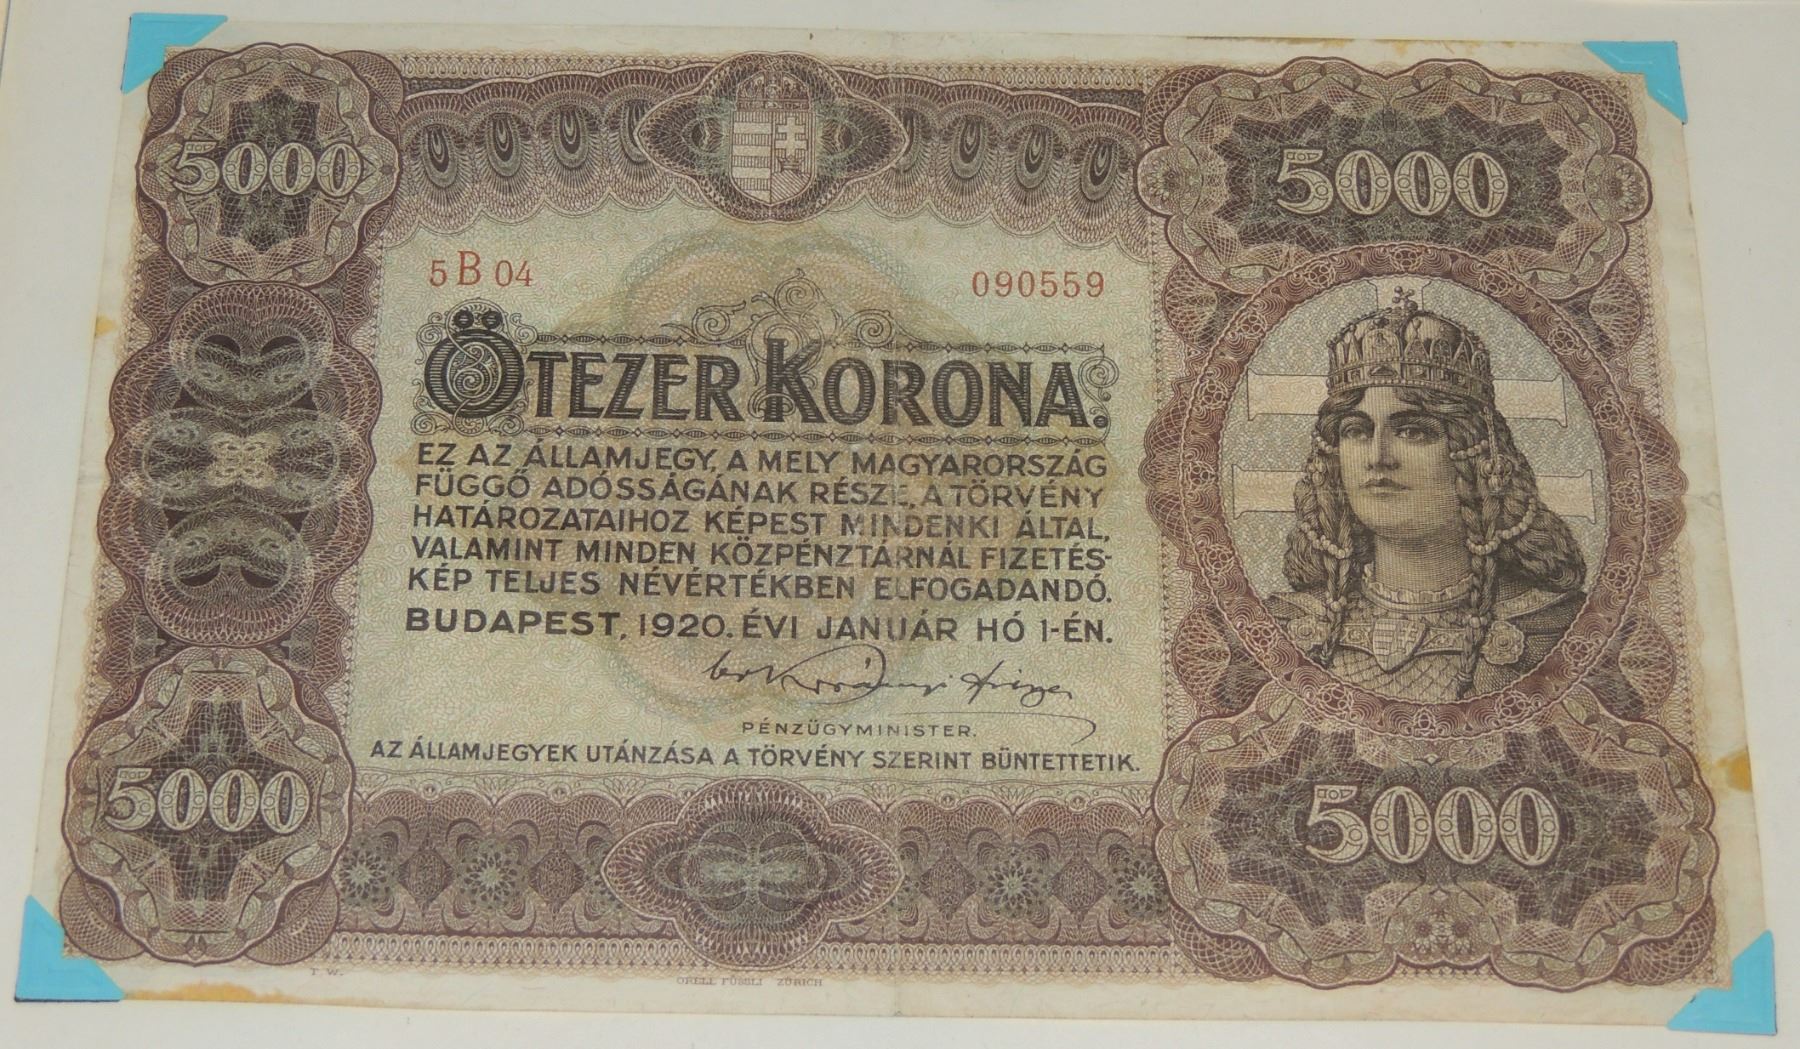 5000
5000
5B04
090559
ÖTEZER KORONA.
EZ AZ ÁLLAMJEGY, A MELY MAGYARORSZÁG
FÜGGŐ ADÓSSÁGÁNAK RÉSZE, A TÖRVÉNY
HATÁROZATAIHOZ KÉPEST MINDENKI ÁLTAL,
VALAMINT MINDEN KÖZPÉNZTÁRNÁL FIZETÉS-
KÉP TELJES NÉVÉRTÉKBEN ELFOGADANDÓ.
BUDAPEST, 1920. ÉVI JANUÁR HÓ 1-ÉN.
PÉNZÜGYMINISTER.
AZ ÁLLAMJEGYEK UTÁNZÁSA A TÖRVÉNY SZERINT BÜNTETTETIK.
5000
5000
T. W.
ORELL FÜSSLI ZÜRICH